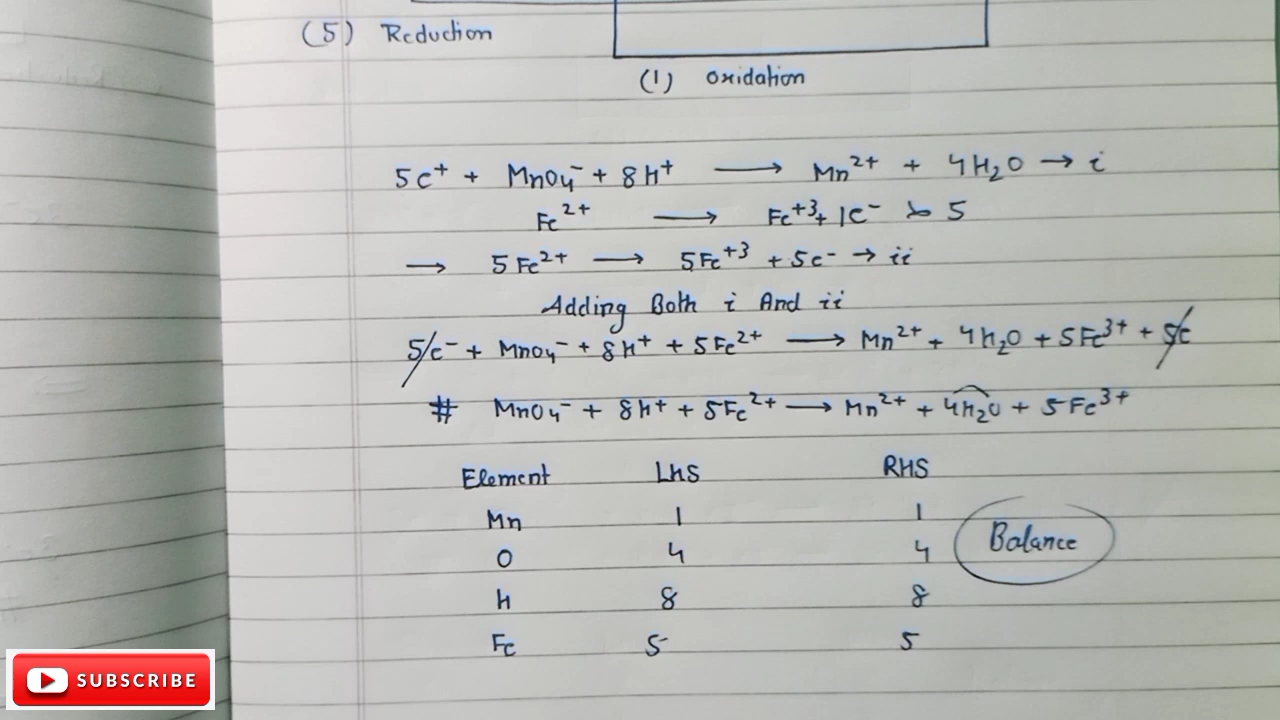 (5) Reduction
(1) Oxidation
5e⁺ + MnO₄⁻ + 8H⁺ ⟶ Mn²⁺ + 4H₂O → i
Fe²⁺ ⟶ Fe⁺³ + 1e⁻ × 5
⟶ 5Fe²⁺ ⟶ 5Fe⁺³ + 5e⁻ → ii
Adding Both i And ii
5e⁻ + MnO₄⁻ + 8H⁺ + 5Fe²⁺ ⟶ Mn²⁺ + 4H₂O + 5Fe³⁺ + 5e
# MnO₄⁻ + 8H⁺ + 5Fe²⁺ ⟶ Mn²⁺ + 4H₂O + 5Fe³⁺
Element LHS RHS
Mn 1 1
O 4 4
Balance
H 8 8
Fe 5 5
SUBSCRIBE